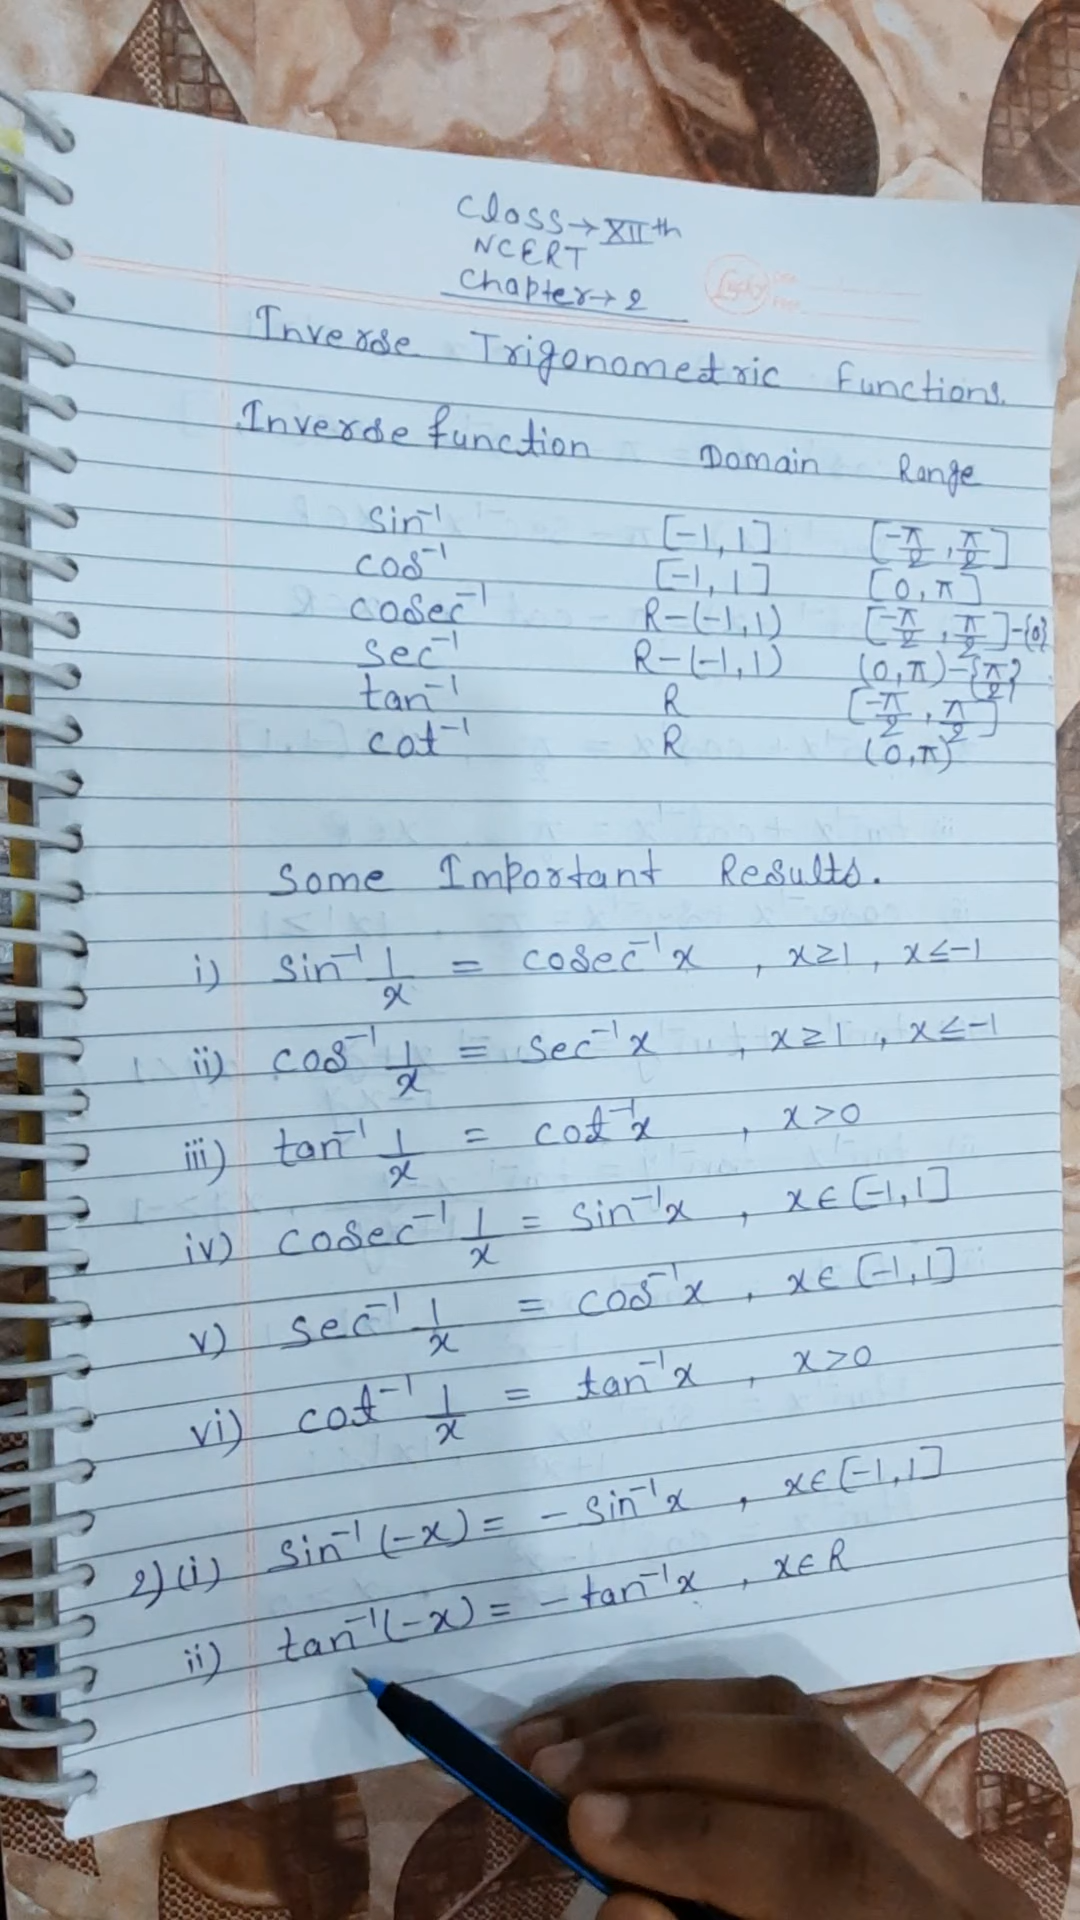 Class→XIIth
NCERT
Chapter→2
Inverse Trigonometric Functions.
Inverse function Domain Range
sin⁻¹ [-1,1] [-π/2, π/2]
cos⁻¹ [-1,1] [0,π]
cosec⁻¹ R-(-1,1) [-π/2, π/2]-{0}
sec⁻¹ R-(-1,1) (0,π)-{π/2}
tan⁻¹ R [-π/2, π/2]
cot⁻¹ R (0,π)
Some Important Results.
i) sin⁻¹ 1/x = cosec⁻¹x , x≥1, x≤-1
ii) cos⁻¹ 1/x = sec⁻¹x , x≥1, x≤-1
iii) tan⁻¹ 1/x = cot⁻¹x , x>0
iv) cosec⁻¹ 1/x = sin⁻¹x , x∈[-1,1]
v) sec⁻¹ 1/x = cos⁻¹x , x∈[-1,1]
vi) cot⁻¹ 1/x = tan⁻¹x , x>0
2)(i) sin⁻¹(-x) = -sin⁻¹x , x∈[-1,1]
ii) tan⁻¹(-x) = -tan⁻¹x , x∈R